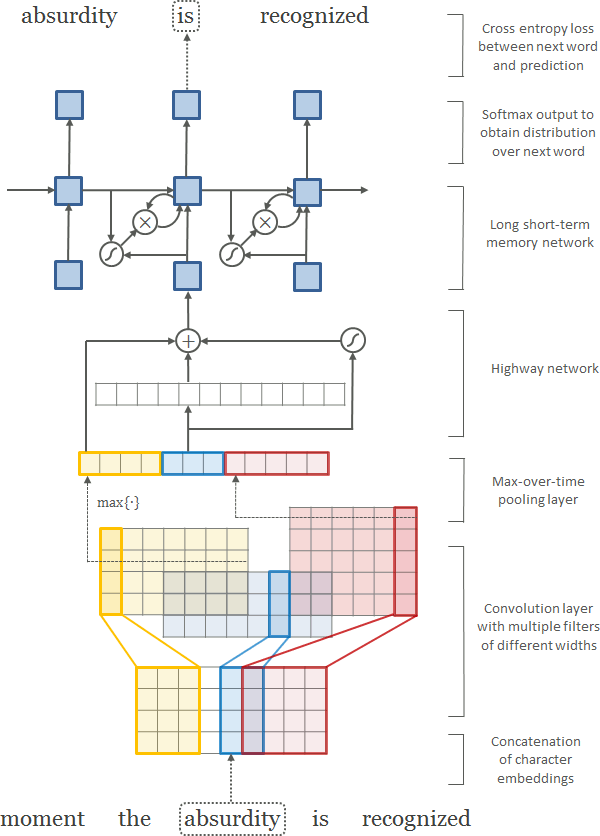 absurdity is recognized
Cross entropy loss
between next word
and prediction
Softmax output to
obtain distribution
over next word
Long short-term
memory network
Highway network
Max-over-time
pooling layer
max{·}
Convolution layer
with multiple filters
of different widths
Concatenation
of character
embeddings
moment the absurdity is recognized